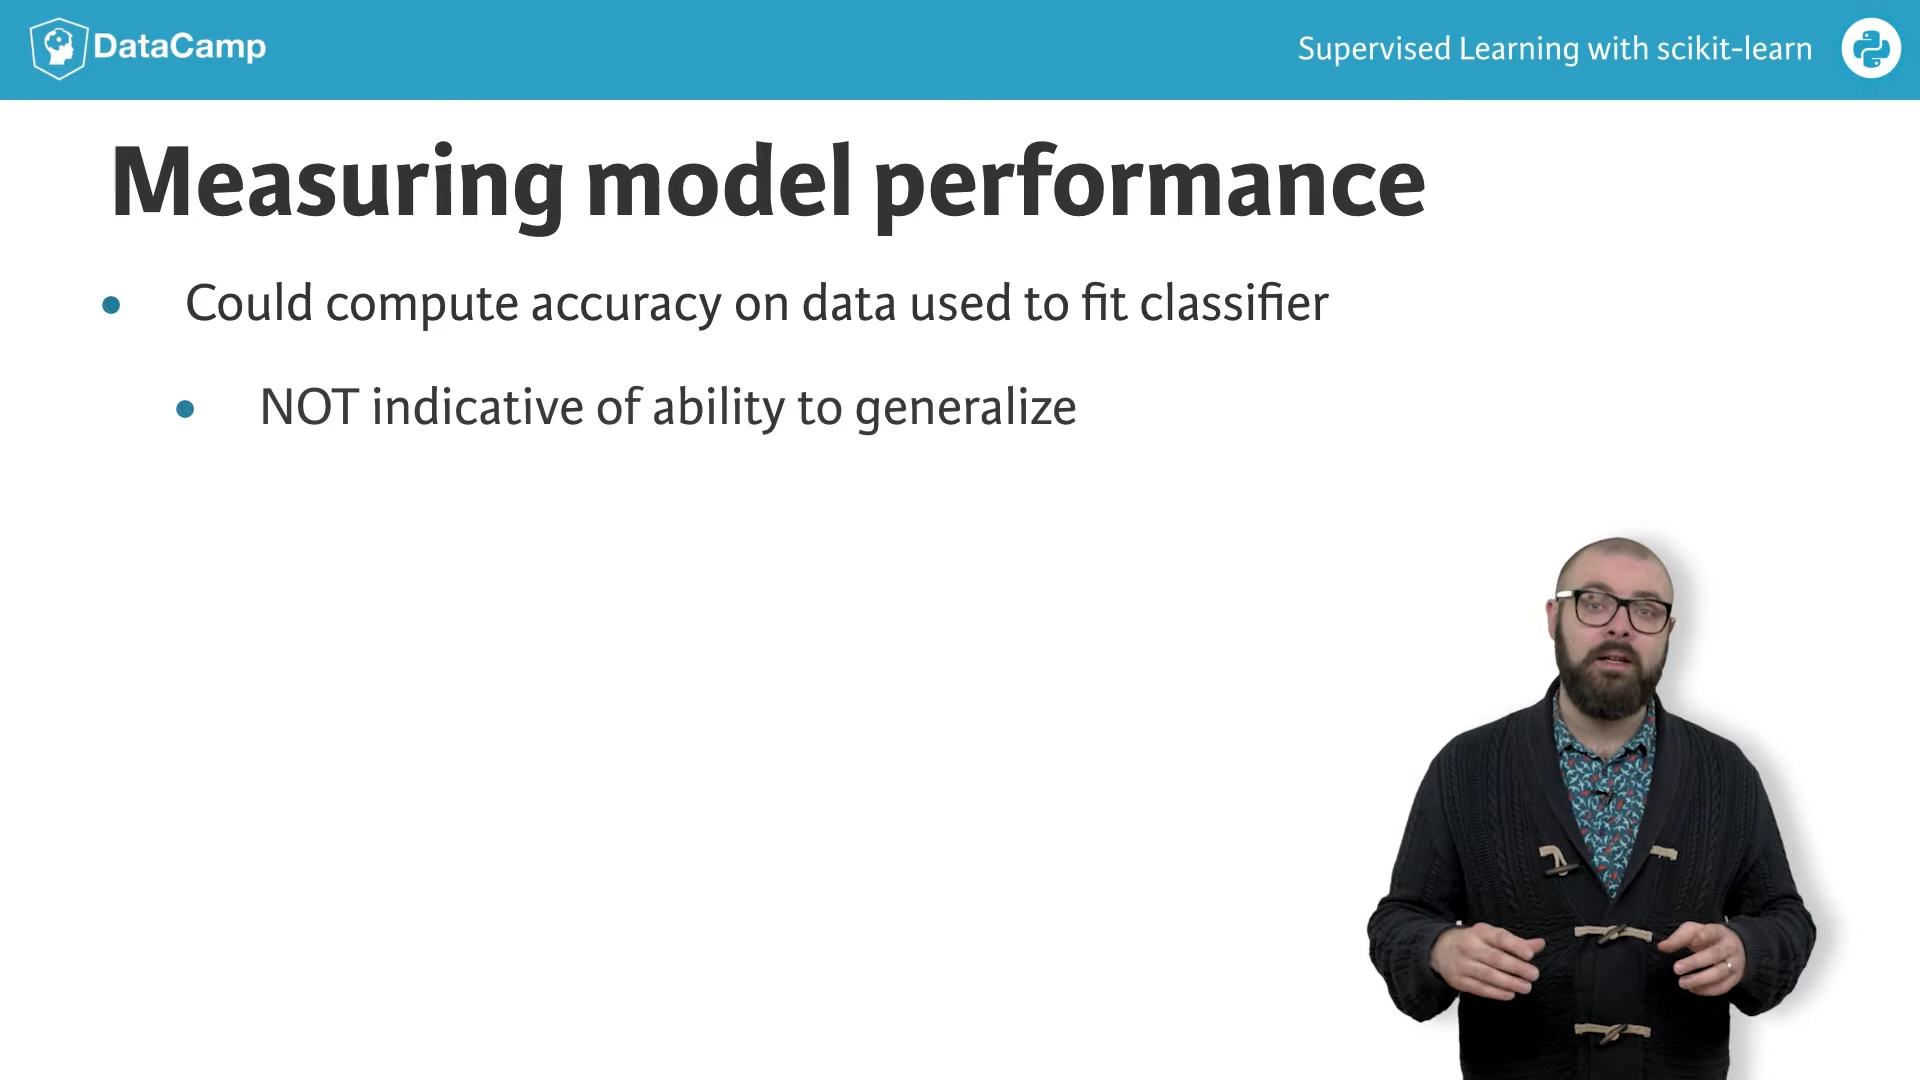 DataCamp
Supervised Learning with scikit-learn
Measuring model performance
Could compute accuracy on data used to fit classifier
NOT indicative of ability to generalize